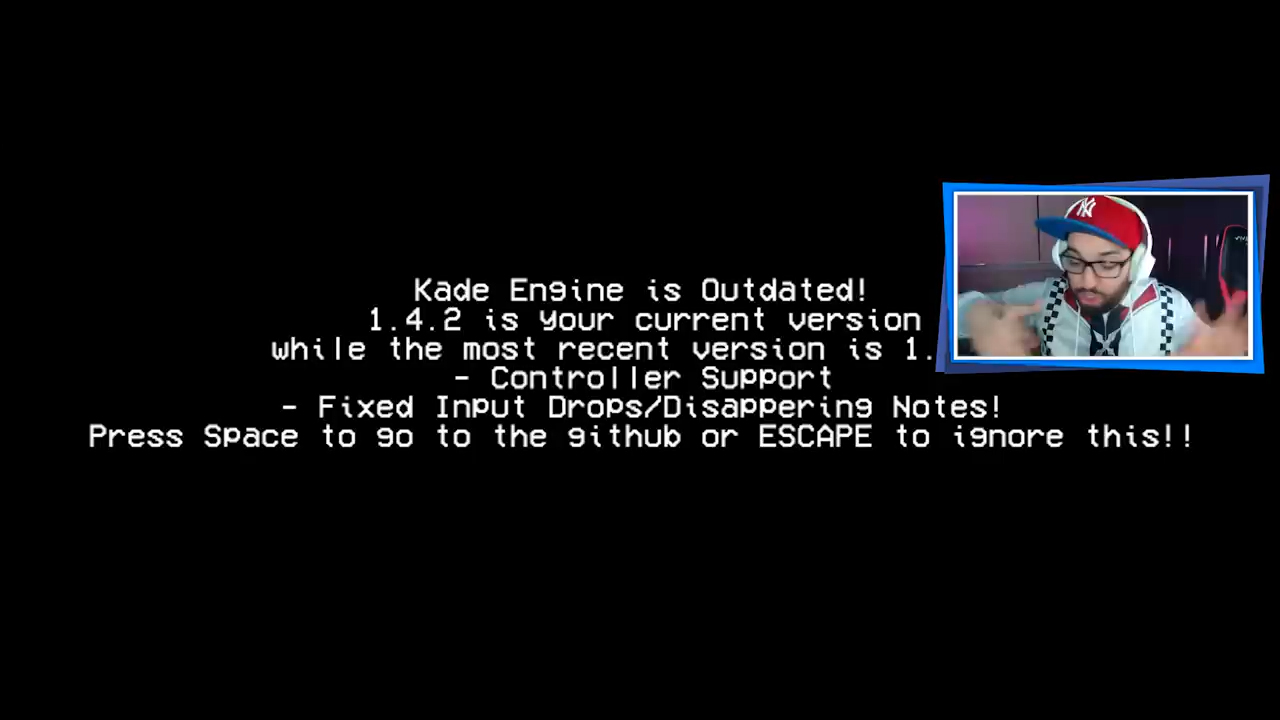 Kade Engine is Outdated!
1.4.2 is your current version
while the most recent version is 1.
- Controller Support
- Fixed Input Drops/Disappering Notes!
Press Space to go to the github or ESCAPE to ignore this!!
NY